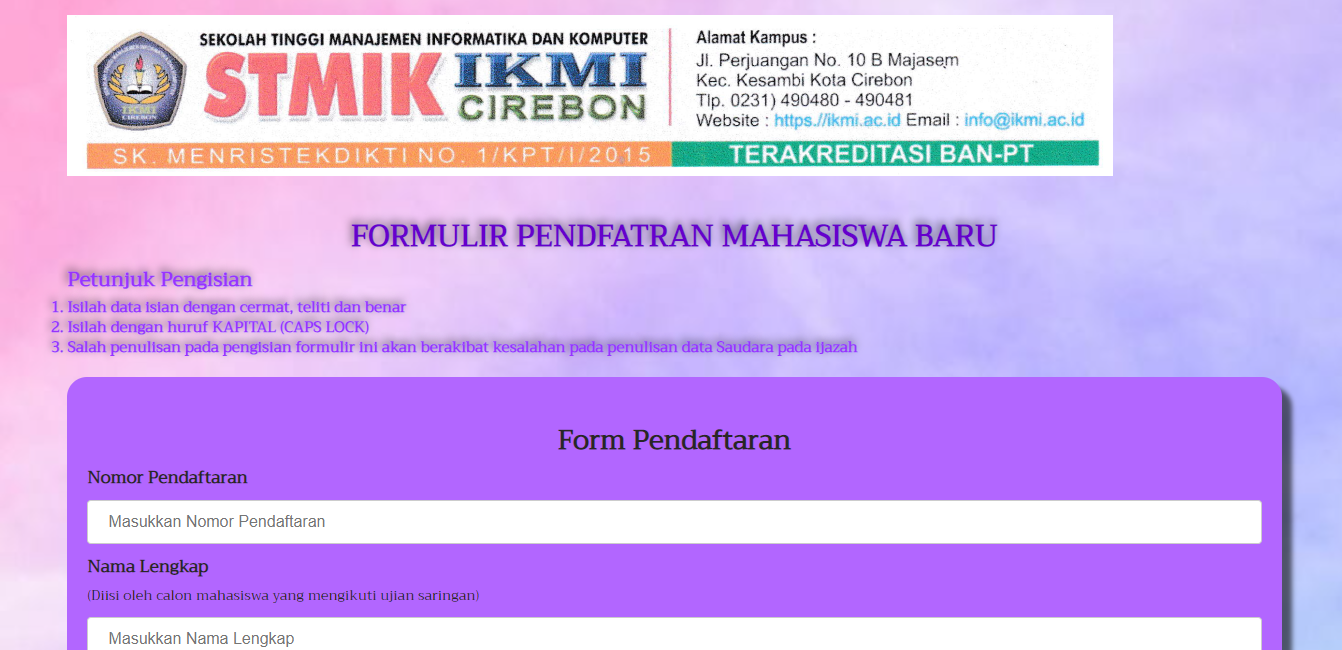 SEKOLAH TINGGI MANAJEMEN INFORMATIKA DAN KOMPUTER
STMIK IKMI
CIREBON
IKMI
CIREBON
Alamat Kampus :
Jl. Perjuangan No. 10 B Majasem
Kec. Kesambi Kota Cirebon
Tlp. 0231) 490480 - 490481
Website : https://ikmi.ac.id Email : info@ikmi.ac.id
SK. MENRISTEKDIKTI NO. 1/KPT/I/2015
TERAKREDITASI BAN-PT
FORMULIR PENDFATRAN MAHASISWA BARU
Petunjuk Pengisian
1. Isilah data isian dengan cermat, teliti dan benar
2. Isilah dengan huruf KAPITAL (CAPS LOCK)
3. Salah penulisan pada pengisian formulir ini akan berakibat kesalahan pada penulisan data Saudara pada ijazah
Form Pendaftaran
Nomor Pendaftaran
Masukkan Nomor Pendaftaran
Nama Lengkap
(Diisi oleh calon mahasiswa yang mengikuti ujian saringan)
Masukkan Nama Lengkap